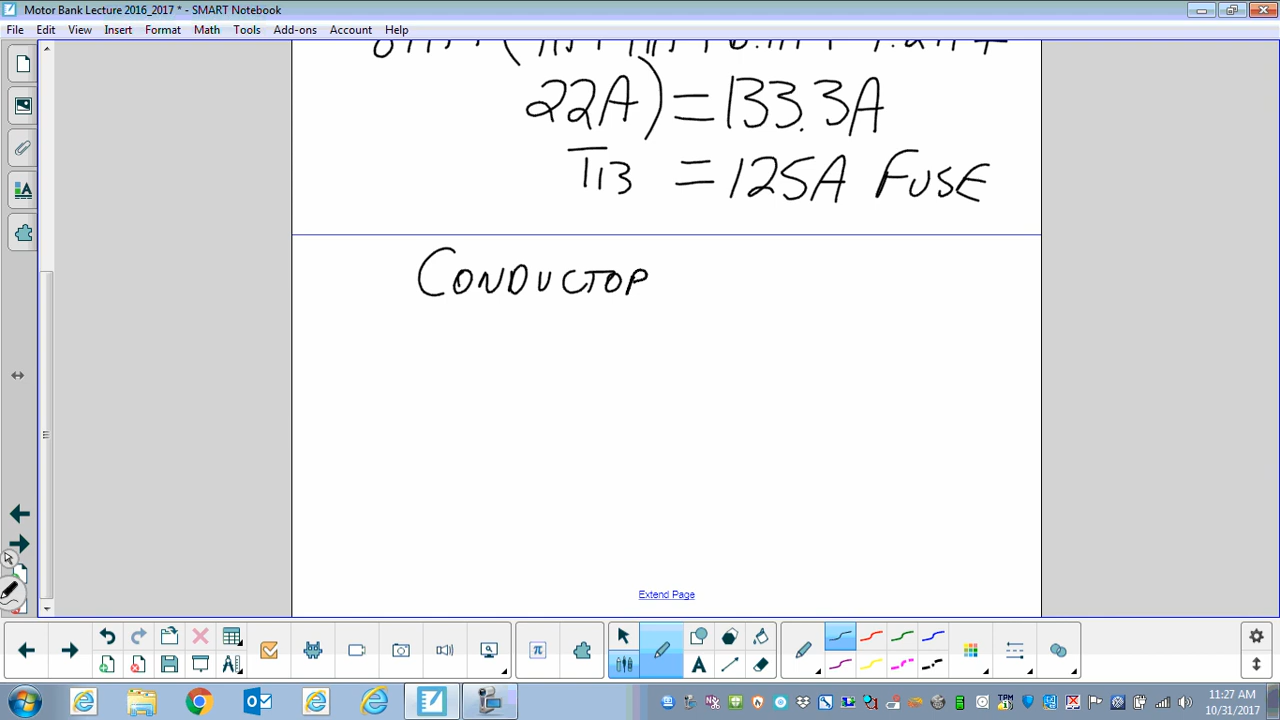 Motor Bank Lecture 2016_2017 * - SMART Notebook
File Edit View Insert Format Math Tools Add-ons Account Help
22A) = 133.3A
T13 = 125A FUSE
CONDUCTOP
Extend Page
11:27 AM
10/31/2017